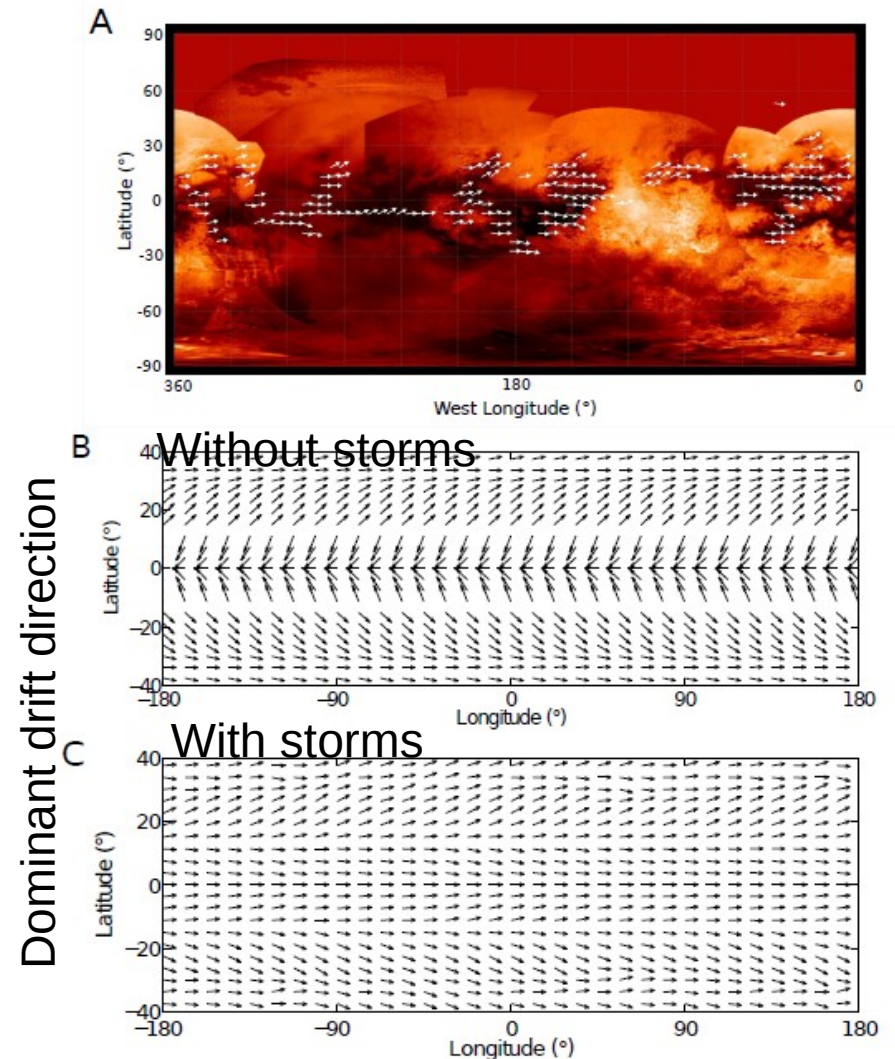 A
90
60
30
0
-30
-60
-90
Latitude (°)
360
180
0
West Longitude (°)
Dominant drift direction
B
Without storms
40
20
0
−20
−40
Latitude (°)
−180
−90
0
90
180
Longitude (°)
C
With storms
40
20
0
−20
−40
Latitude (°)
−180
−90
0
90
180
Longitude (°)